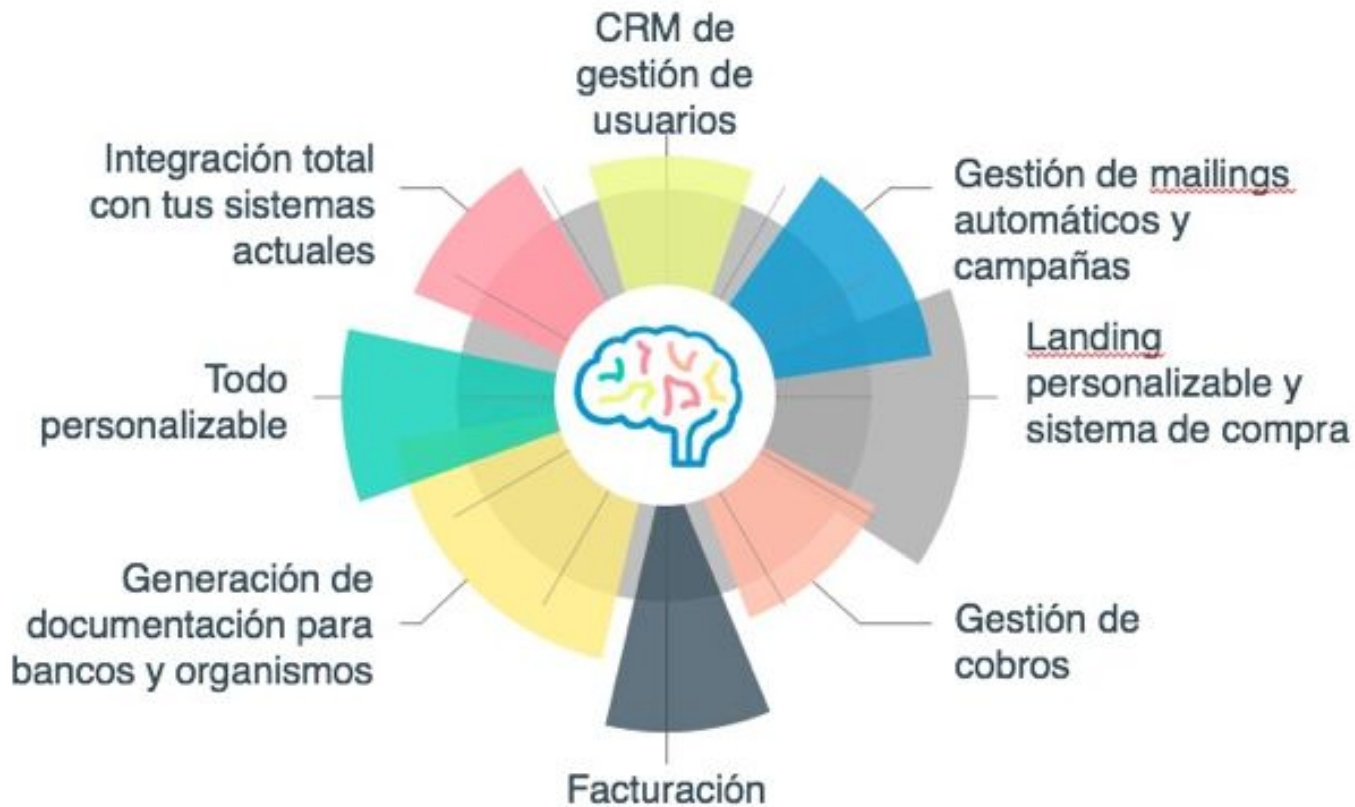 CRM de
gestión de
usuarios
Gestión de mailings
automáticos y
campañas
Landing
personalizable y
sistema de compra
Gestión de
cobros
Facturación
Generación de
documentación para
bancos y organismos
Todo
personalizable
Integración total
con tus sistemas
actuales